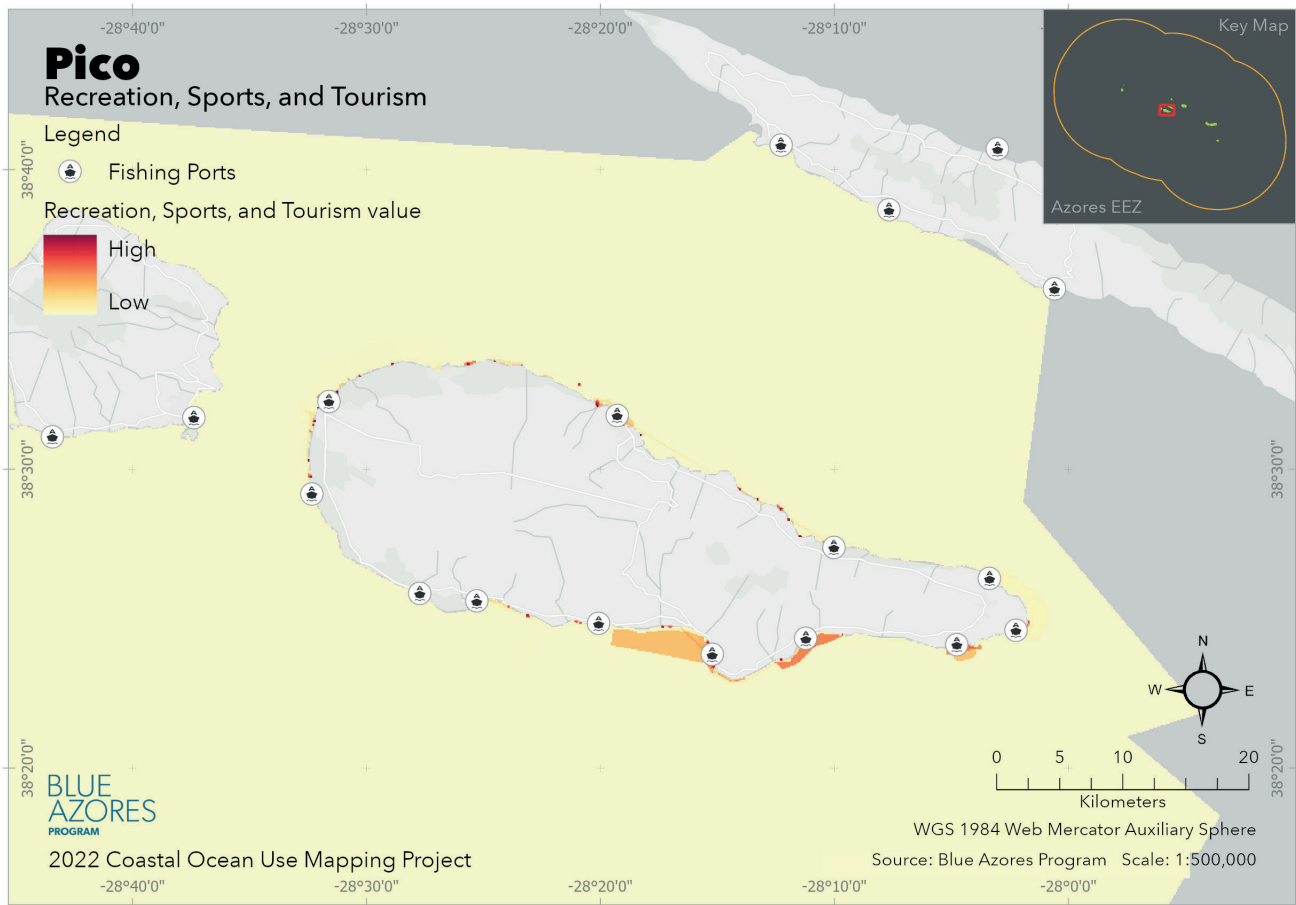 -28°40'0"
-28°30'0"
-28°20'0"
-28°10'0"
Key Map
Azores EEZ
Pico
Recreation, Sports, and Tourism
Legend
Fishing Ports
Recreation, Sports, and Tourism value
High
Low
38°40'0"
38°30'0"
38°30'0"
38°20'0"
38°20'0"
N
W
E
S
0 5 10 20
Kilometers
WGS 1984 Web Mercator Auxiliary Sphere
Source: Blue Azores Program Scale: 1:500,000
BLUE
AZORES
PROGRAM
2022 Coastal Ocean Use Mapping Project
-28°40'0"
-28°30'0"
-28°20'0"
-28°10'0"
-28°0'0"